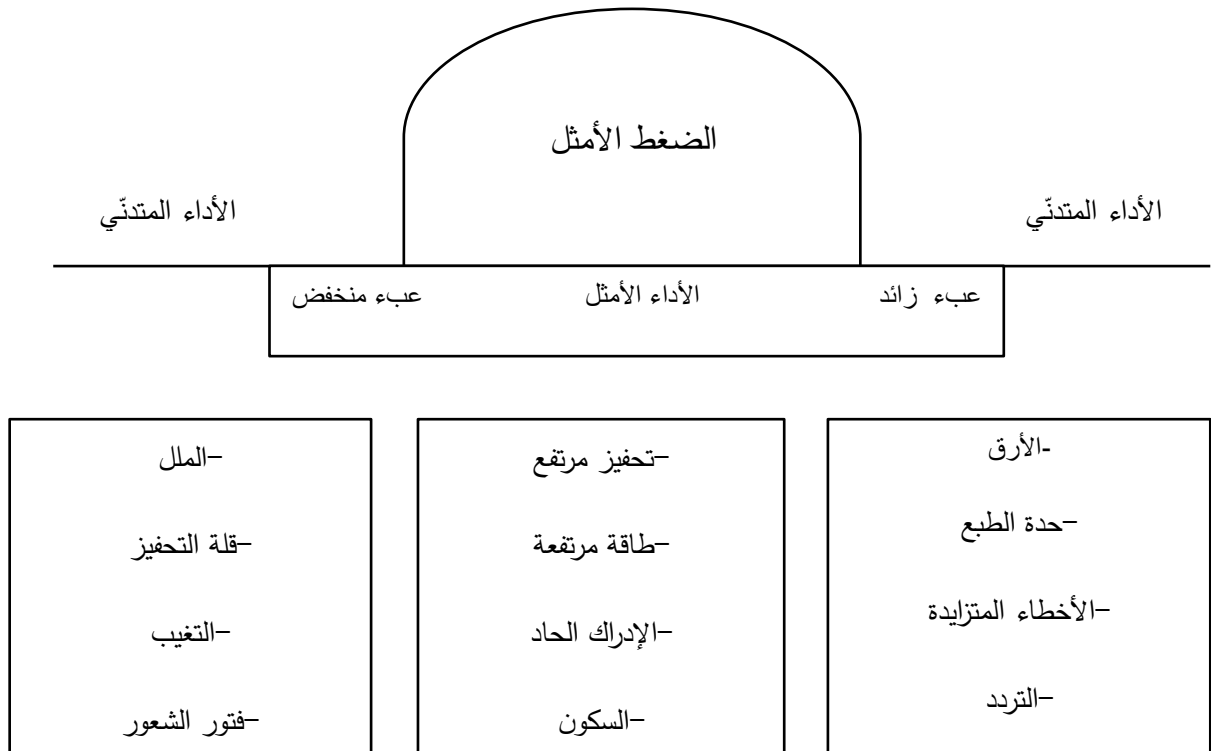 الضغط الأمثل
الأداء المتدنّي
الأداء المتدنّي
عبء زائد
الأداء الأمثل
عبء منخفض
-الأرق
-حدة الطبع
-الأخطاء المتزايدة
-التردد
-تحفيز مرتفع
-طاقة مرتفعة
-الإدراك الحاد
-السكون
-الملل
-قلة التحفيز
-التغيب
-فتور الشعور